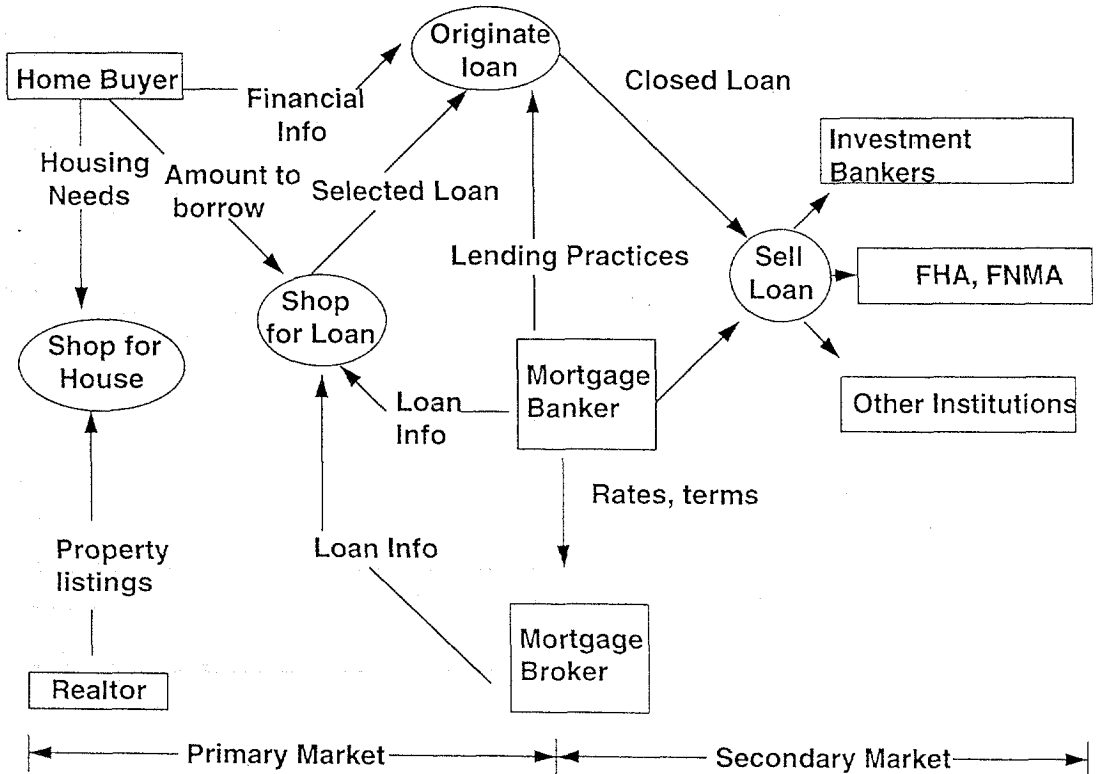 Originate
loan
Home Buyer
Financial
Info
Closed Loan
Investment
Bankers
Housing
Needs
Amount to
borrow
Selected Loan
Lending Practices
Sell
Loan
FHA, FNMA
Shop
for Loan
Shop for
House
Mortgage
Banker
Loan
Info
Other Institutions
Rates, terms
Property
listings
Loan Info
Mortgage
Broker
Realtor
Primary Market
Secondary Market